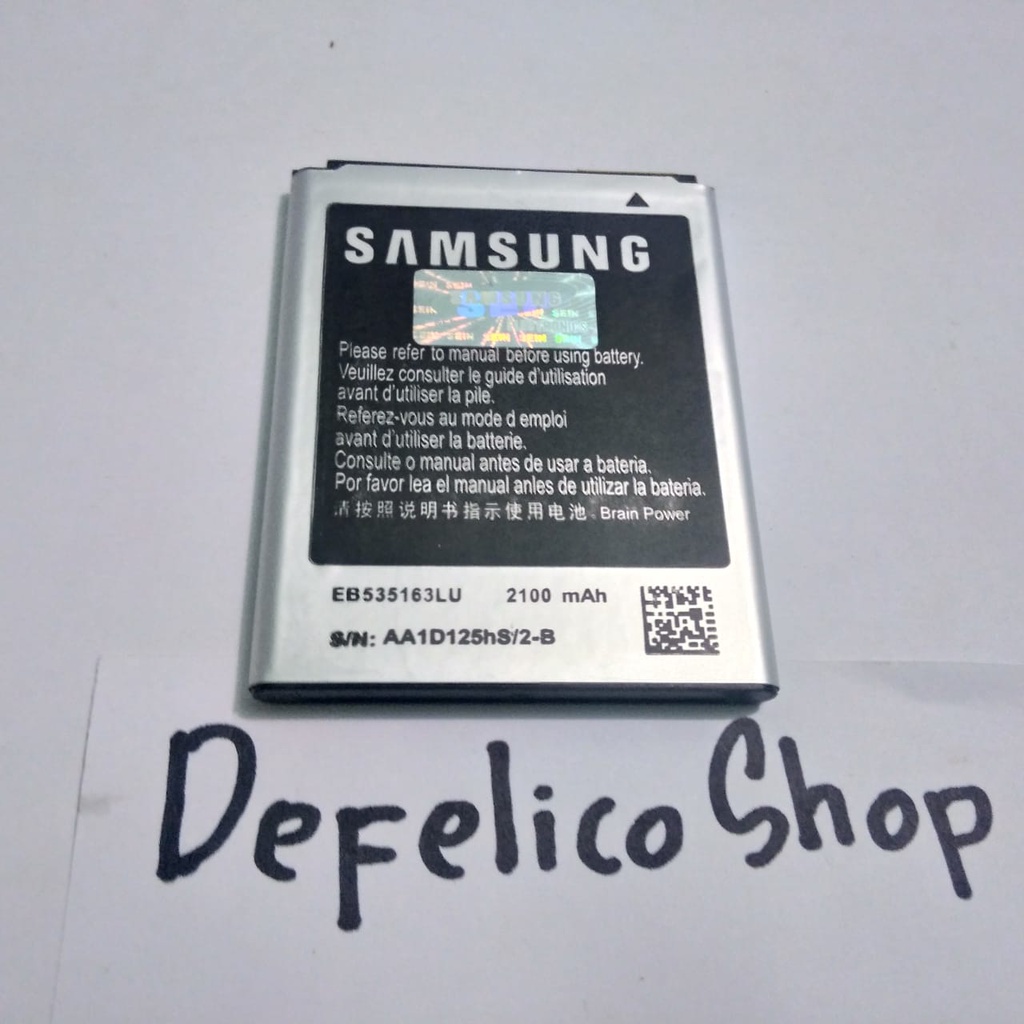 SAMSUNG
Please refer to manual before using battery.
Veuillez consulter le guide d'utilisation
avant d'utiliser la pile.
Referez-vous au mode d emploi
avant d'utiliser la batterie.
Consulte o manual antes de usar a bateria.
Por favor lea el manual anles de utilizar la bateria.
请按照说明书指示使用电池 Brain Power
EB535163LU 2100 mAh
S/N: AA1D125hS/2-B
Defelico Shop